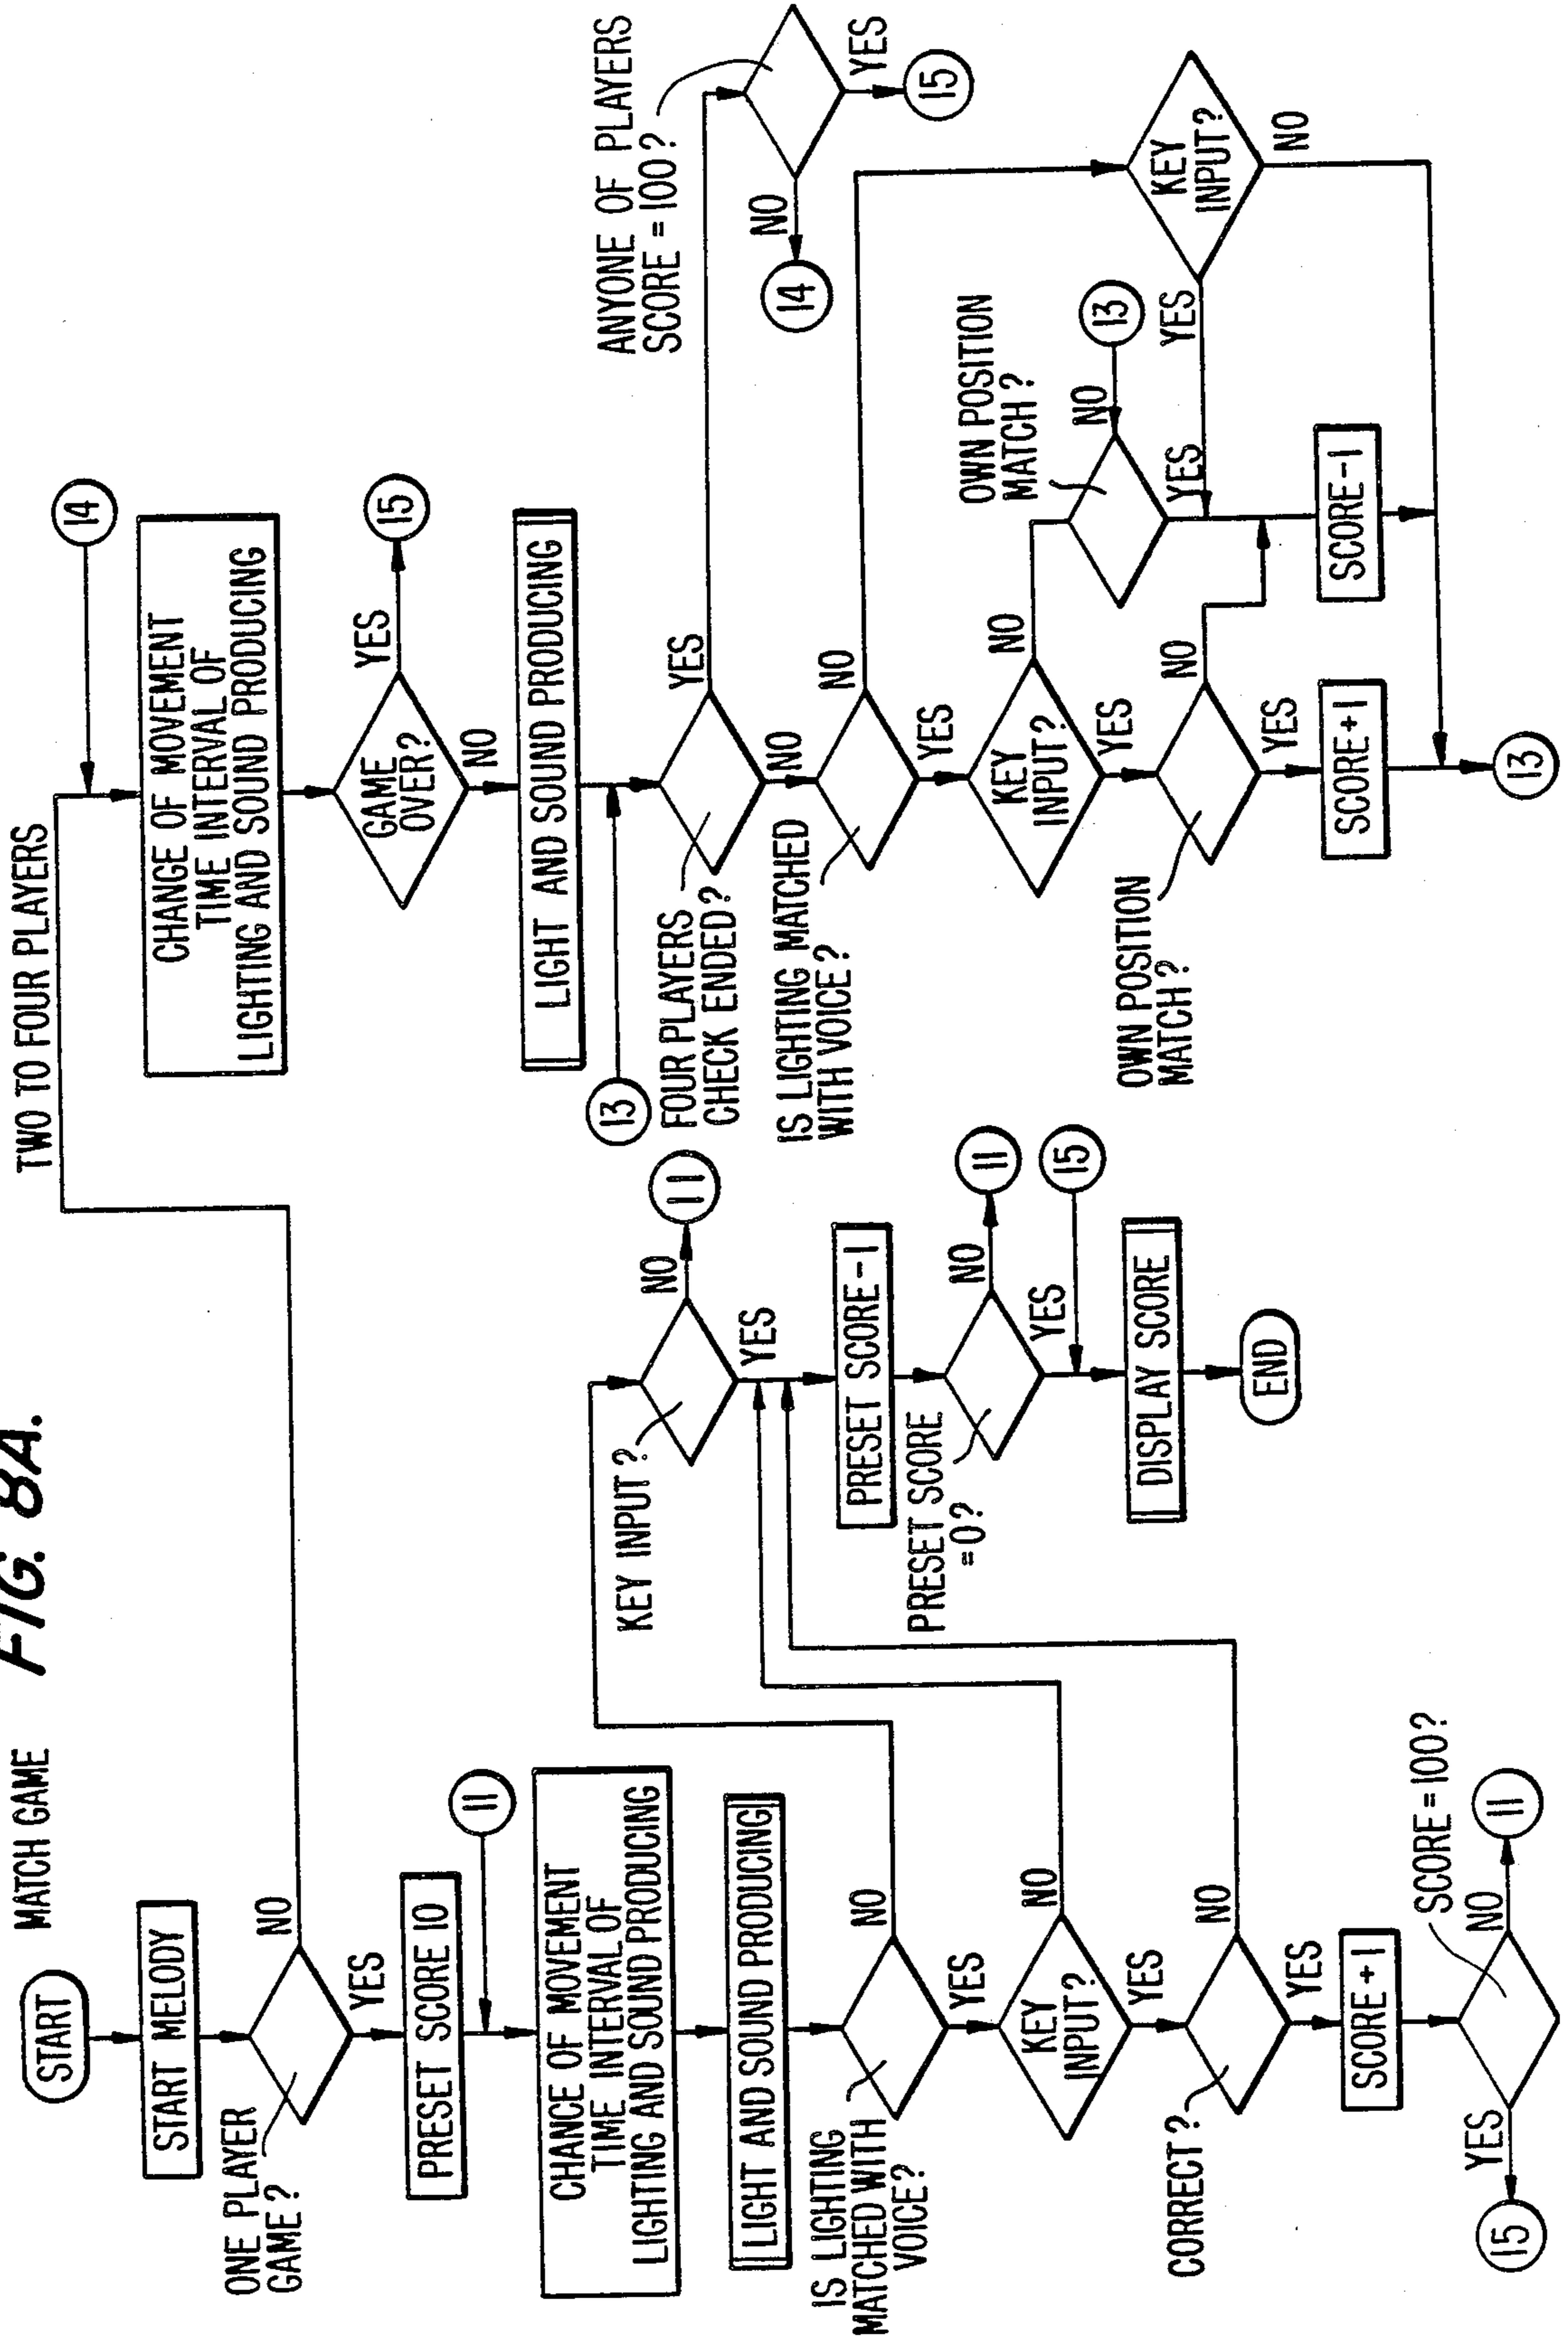 FIG. 8A.
MATCH GAME
START
START MELODY
ONE PLAYER
GAME?
NO
YES
PRESET SCORE 10
11
CHANCE OF MOVEMENT
TIME INTERVAL OF
LIGHTING AND SOUND PRODUCING
LIGHT AND SOUND PRODUCING
IS LIGHTING
MATCHED WITH
VOICE?
NO
YES
KEY
INPUT?
NO
YES
CORRECT?
NO
YES
SCORE+1
SCORE=100?
YES
15
NO
11
KEY INPUT?
NO
11
YES
PRESET SCORE-1
PRESET SCORE
=0?
NO
11
YES
15
DISPLAY SCORE
END
TWO TO FOUR PLAYERS
14
CHANGE OF MOVEMENT
TIME INTERVAL OF
LIGHTING AND SOUND PRODUCING
GAME
OVER?
YES
15
NO
LIGHT AND SOUND PRODUCING
13
FOUR PLAYERS
CHECK ENDED?
YES
NO
ANYONE OF PLAYERS
SCORE=100?
NO
14
YES
15
IS LIGHTING MATCHED
WITH VOICE?
NO
YES
KEY
INPUT?
NO
YES
OWN POSITION
MATCH?
NO
13
YES
KEY
INPUT?
YES
NO
OWN POSITION
MATCH?
NO
YES
SCORE+1
SCORE-1
13